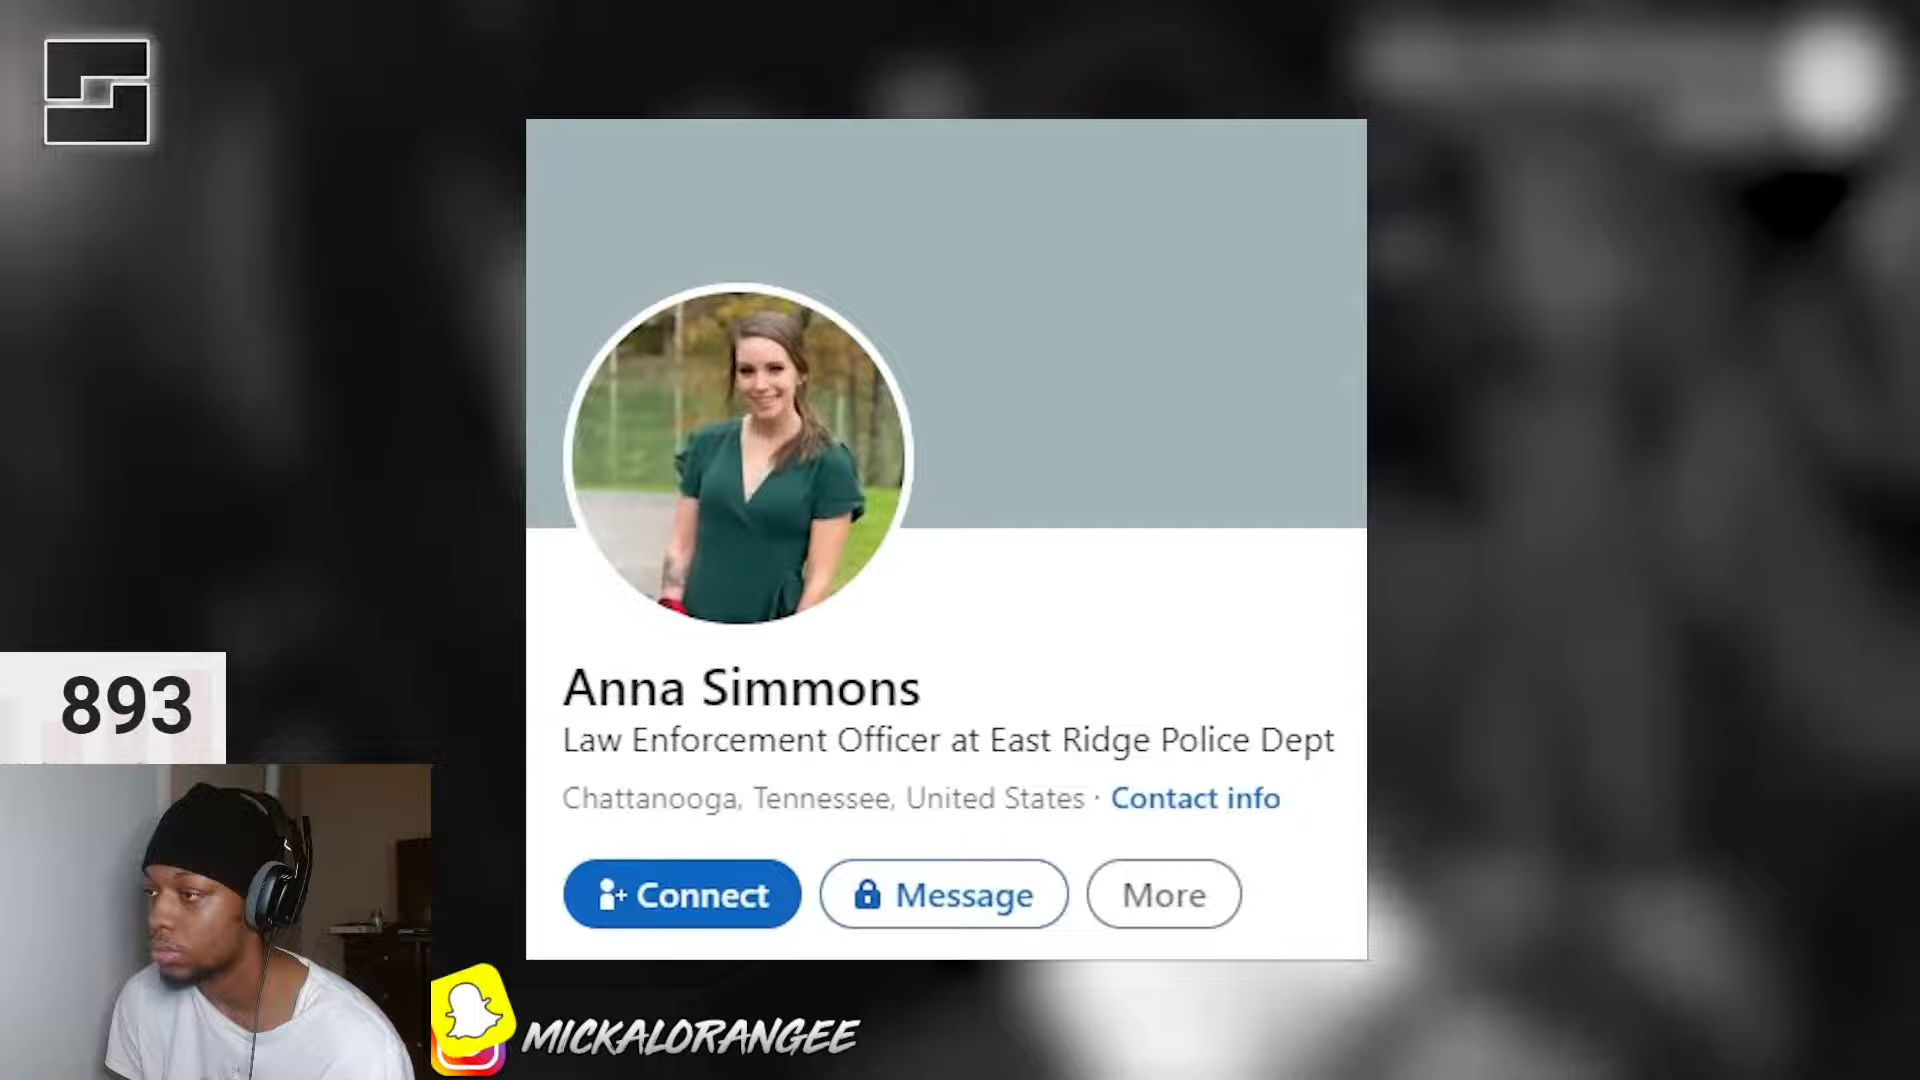 Anna Simmons
Law Enforcement Officer at East Ridge Police Dept
Chattanooga, Tennessee, United States · Contact info
Connect Message More
893
MICKALORANGEE